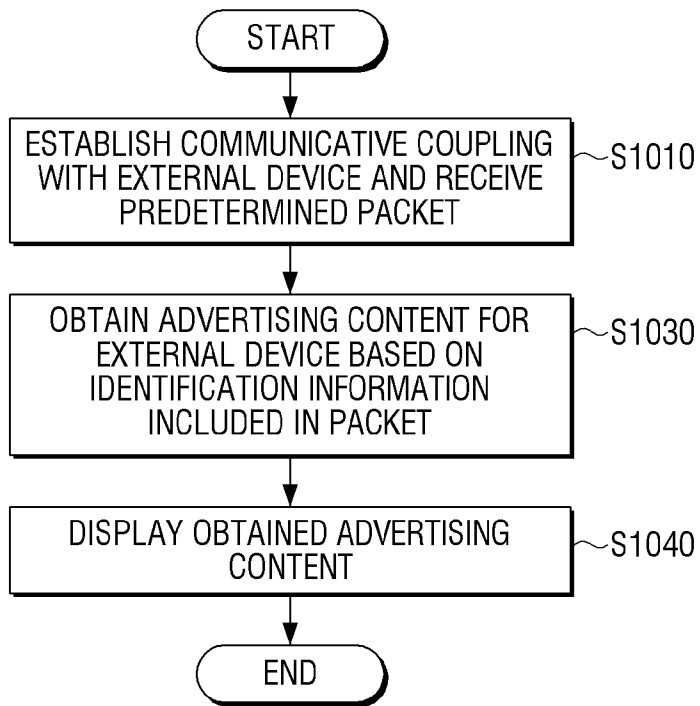 START
ESTABLISH COMMUNICATIVE COUPLING
WITH EXTERNAL DEVICE AND RECEIVE
PREDETERMINED PACKET
S1010
OBTAIN ADVERTISING CONTENT FOR
EXTERNAL DEVICE BASED ON
IDENTIFICATION INFORMATION
INCLUDED IN PACKET
S1030
DISPLAY OBTAINED ADVERTISING
CONTENT
S1040
END